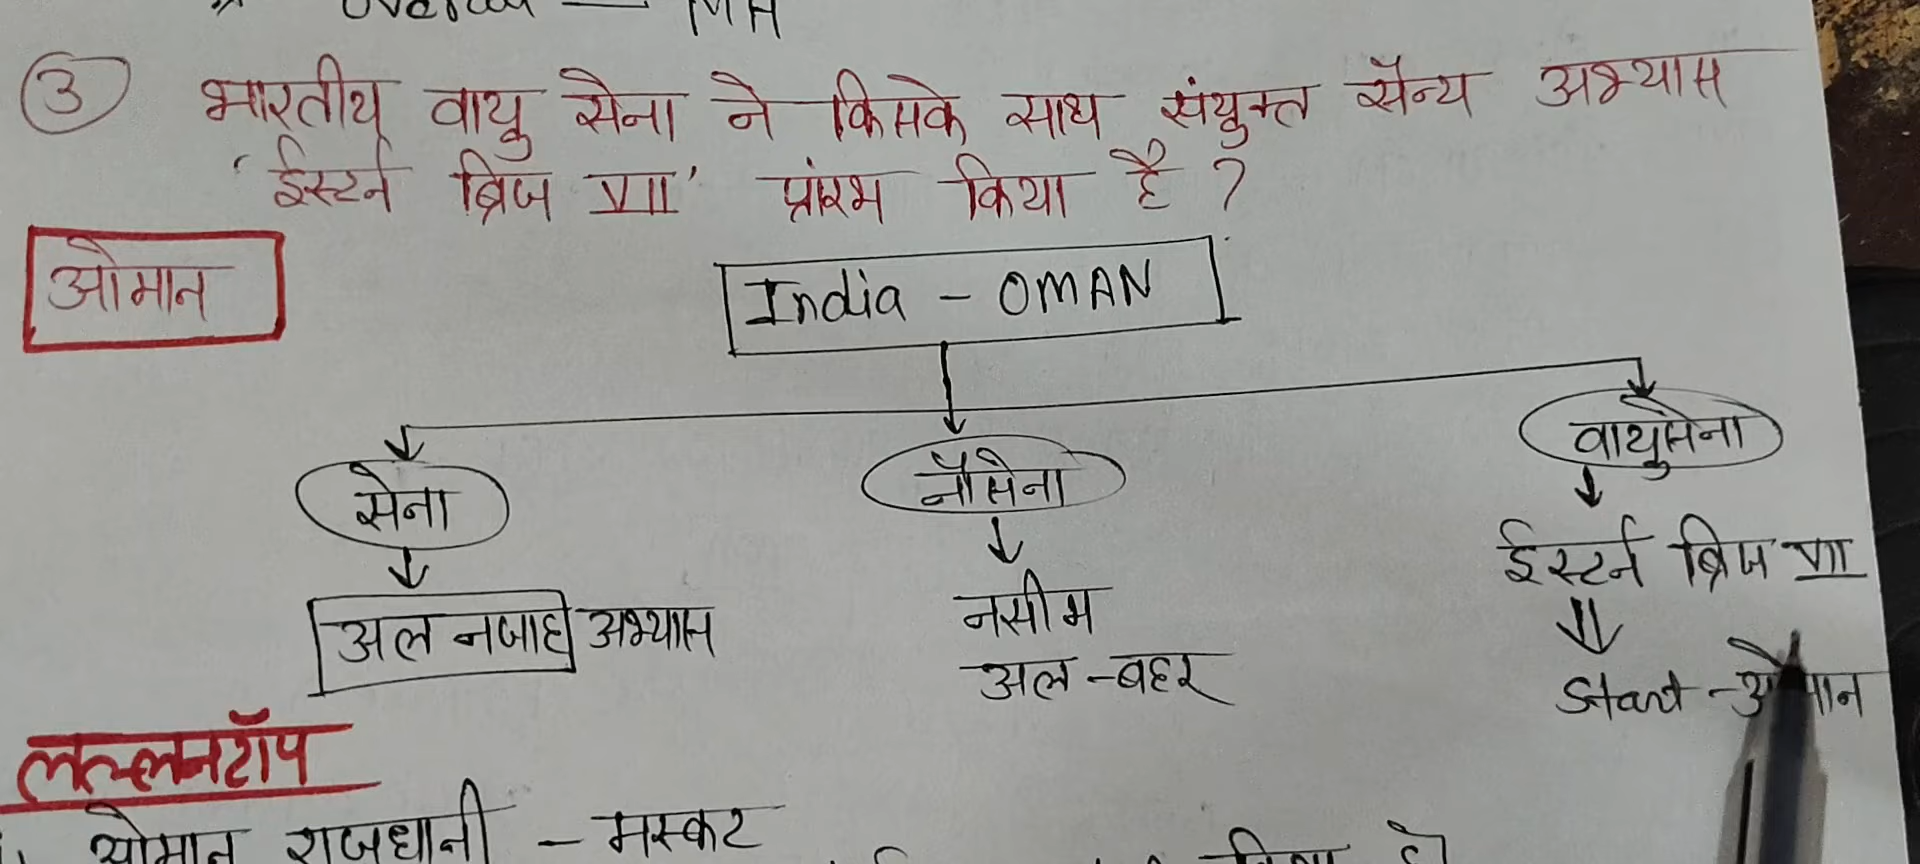 ③ भारतीय वायु सेना ने किसके साथ संयुक्त सैन्य अभ्यास
'ईस्टर्न ब्रिज VII' प्रांरभ किया है ?
ओमान
India - OMAN
सेना
नौसेना
वायुसेना
अल नजाह अभ्यास
नसीम
अल-बहर
ईस्टर्न ब्रिज VII
Start -
लल्लनटॉप
ओमान राजधानी - मस्कट